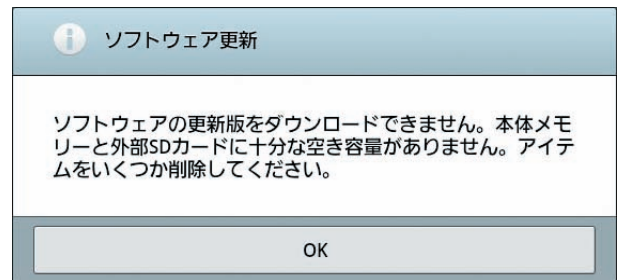 ソフトウェア更新
ソフトウェアの更新版をダウンロードできません。本体メモ
リーと外部SDカードに十分な空き容量がありません。アイテ
ムをいくつか削除してください。
OK